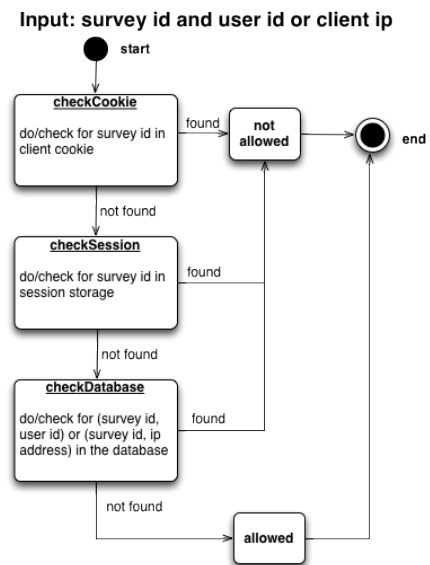 Input: survey id and user id or client ip
start
checkCookie
do/check for survey id in
client cookie
found
not
allowed
end
not found
checkSession
do/check for survey id in
session storage
found
not found
checkDatabase
do/check for (survey id,
user id) or (survey id, ip
address) in the database
found
not found
allowed